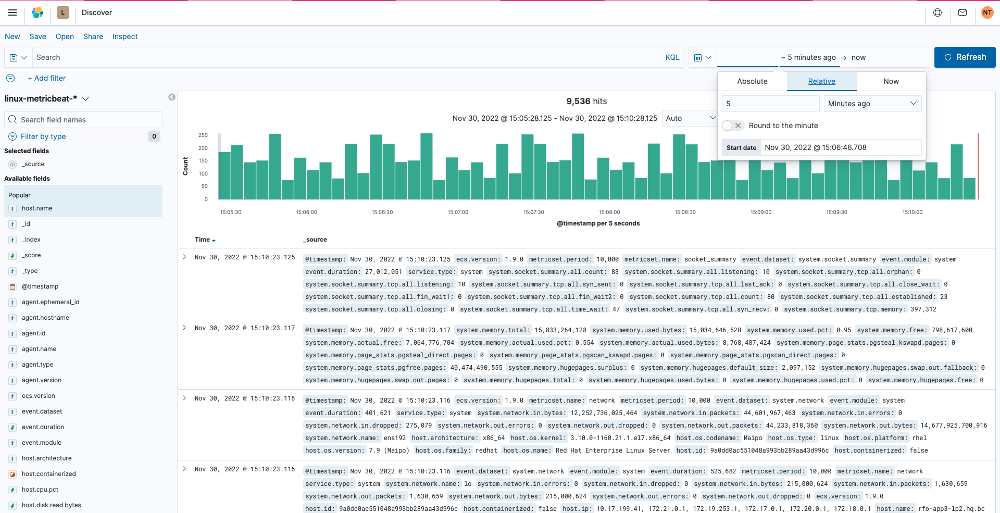 L Discover NT
New Save Open Share Inspect
Search KQL ~ 5 minutes ago → now Refresh
+ Add filter
Absolute Relative Now
5 Minutes ago
Round to the minute
Start date Nov 30, 2022 @ 15:06:46.708
linux-metricbeat-*
Search field names
Filter by type 0
Selected fields
_source
Available fields
Popular
host.name
_id
_index
_score
_type
@timestamp
agent.ephemeral_id
agent.hostname
agent.id
agent.name
agent.type
agent.version
ecs.version
event.dataset
event.duration
event.module
host.architecture
host.containerized
host.cpu.pct
host.disk.read.bytes
9,536 hits
Nov 30, 2022 @ 15:05:28.125 - Nov 30, 2022 @ 15:10:28.125 Auto
Count
250
200
150
100
50
0
15:05:30 15:06:00 15:06:30 15:07:00 15:07:30 15:08:00 15:08:30 15:09:00 15:09:30 15:10:00
@timestamp per 5 seconds
Time _source
Nov 30, 2022 @ 15:10:23.125 @timestamp: Nov 30, 2022 @ 15:10:23.125 ecs.version: 1.9.0 metricset.period: 10,000 metricset.name: socket_summary event.dataset: system.socket.summary event.module: system
event.duration: 27,012,051 service.type: system system.socket.summary.all.count: 83 system.socket.summary.all.listening: 10 system.socket.summary.tcp.all.orphan: 0
system.socket.summary.tcp.all.listening: 10 system.socket.summary.tcp.all.syn_sent: 0 system.socket.summary.tcp.all.last_ack: 0 system.socket.summary.tcp.all.close_wait: 0
system.socket.summary.tcp.all.fin_wait1: 0 system.socket.summary.tcp.all.fin_wait2: 0 system.socket.summary.tcp.all.count: 80 system.socket.summary.tcp.all.established: 23
system.socket.summary.tcp.all.closing: 0 system.socket.summary.tcp.all.time_wait: 47 system.socket.summary.tcp.all.syn_recv: 0 system.socket.summary.tcp.memory: 397,312
Nov 30, 2022 @ 15:10:23.117 @timestamp: Nov 30, 2022 @ 15:10:23.117 system.memory.total: 15,833,264,128 system.memory.used.bytes: 15,034,646,528 system.memory.used.pct: 0.95 system.memory.free: 798,617,600
system.memory.actual.free: 7,064,776,704 system.memory.actual.used.pct: 0.554 system.memory.actual.used.bytes: 8,768,487,424 system.memory.page_stats.pgsteal_kswapd.pages: 0
system.memory.page_stats.pgsteal_direct.pages: 0 system.memory.page_stats.pgscan_kswapd.pages: 0 system.memory.page_stats.pgscan_direct.pages: 0
system.memory.page_stats.pgfree.pages: 40,474,490,555 system.memory.hugepages.surplus: 0 system.memory.hugepages.default_size: 2,097,152 system.memory.hugepages.swap.out.fallback: 0
system.memory.hugepages.swap.out.pages: 0 system.memory.hugepages.total: 0 system.memory.hugepages.used.bytes: 0 system.memory.hugepages.used.pct: 0 system.memory.hugepages.free: 0
Nov 30, 2022 @ 15:10:23.116 @timestamp: Nov 30, 2022 @ 15:10:23.116 ecs.version: 1.9.0 metricset.name: network metricset.period: 10,000 event.dataset: system.network event.module: system
event.duration: 401,621 service.type: system system.network.in.bytes: 12,252,736,025,464 system.network.in.packets: 44,601,967,463 system.network.in.errors: 0
system.network.in.dropped: 275,079 system.network.out.errors: 0 system.network.out.dropped: 0 system.network.out.packets: 44,233,818,360 system.network.out.bytes: 14,677,925,700,916
system.network.name: ens192 host.architecture: x86_64 host.os.kernel: 3.10.0-1160.21.1.el7.x86_64 host.os.codename: Maipo host.os.type: linux host.os.platform: rhel
host.os.version: 7.9 (Maipo) host.os.family: redhat host.os.name: Red Hat Enterprise Linux Server host.id: 9a0dd0ac551048a993bb289aa43d996c host.containerized: false
Nov 30, 2022 @ 15:10:23.116 @timestamp: Nov 30, 2022 @ 15:10:23.116 event.dataset: system.network event.module: system event.duration: 525,682 metricset.period: 10,000 metricset.name: network
service.type: system system.network.name: lo system.network.in.errors: 0 system.network.in.dropped: 0 system.network.in.bytes: 215,000,624 system.network.in.packets: 1,630,659
system.network.out.packets: 1,630,659 system.network.out.bytes: 215,000,624 system.network.out.errors: 0 system.network.out.dropped: 0 ecs.version: 1.9.0
host.id: 9a0dd0ac551048a993bb289aa43d996c host.containerized: false host.ip: 10.17.199.41, 172.21.0.1, 172.19.253.1, 172.17.0.1, 172.20.0.1, 172.18.0.1 host.name: rfo-app3-lp2.hq.bc